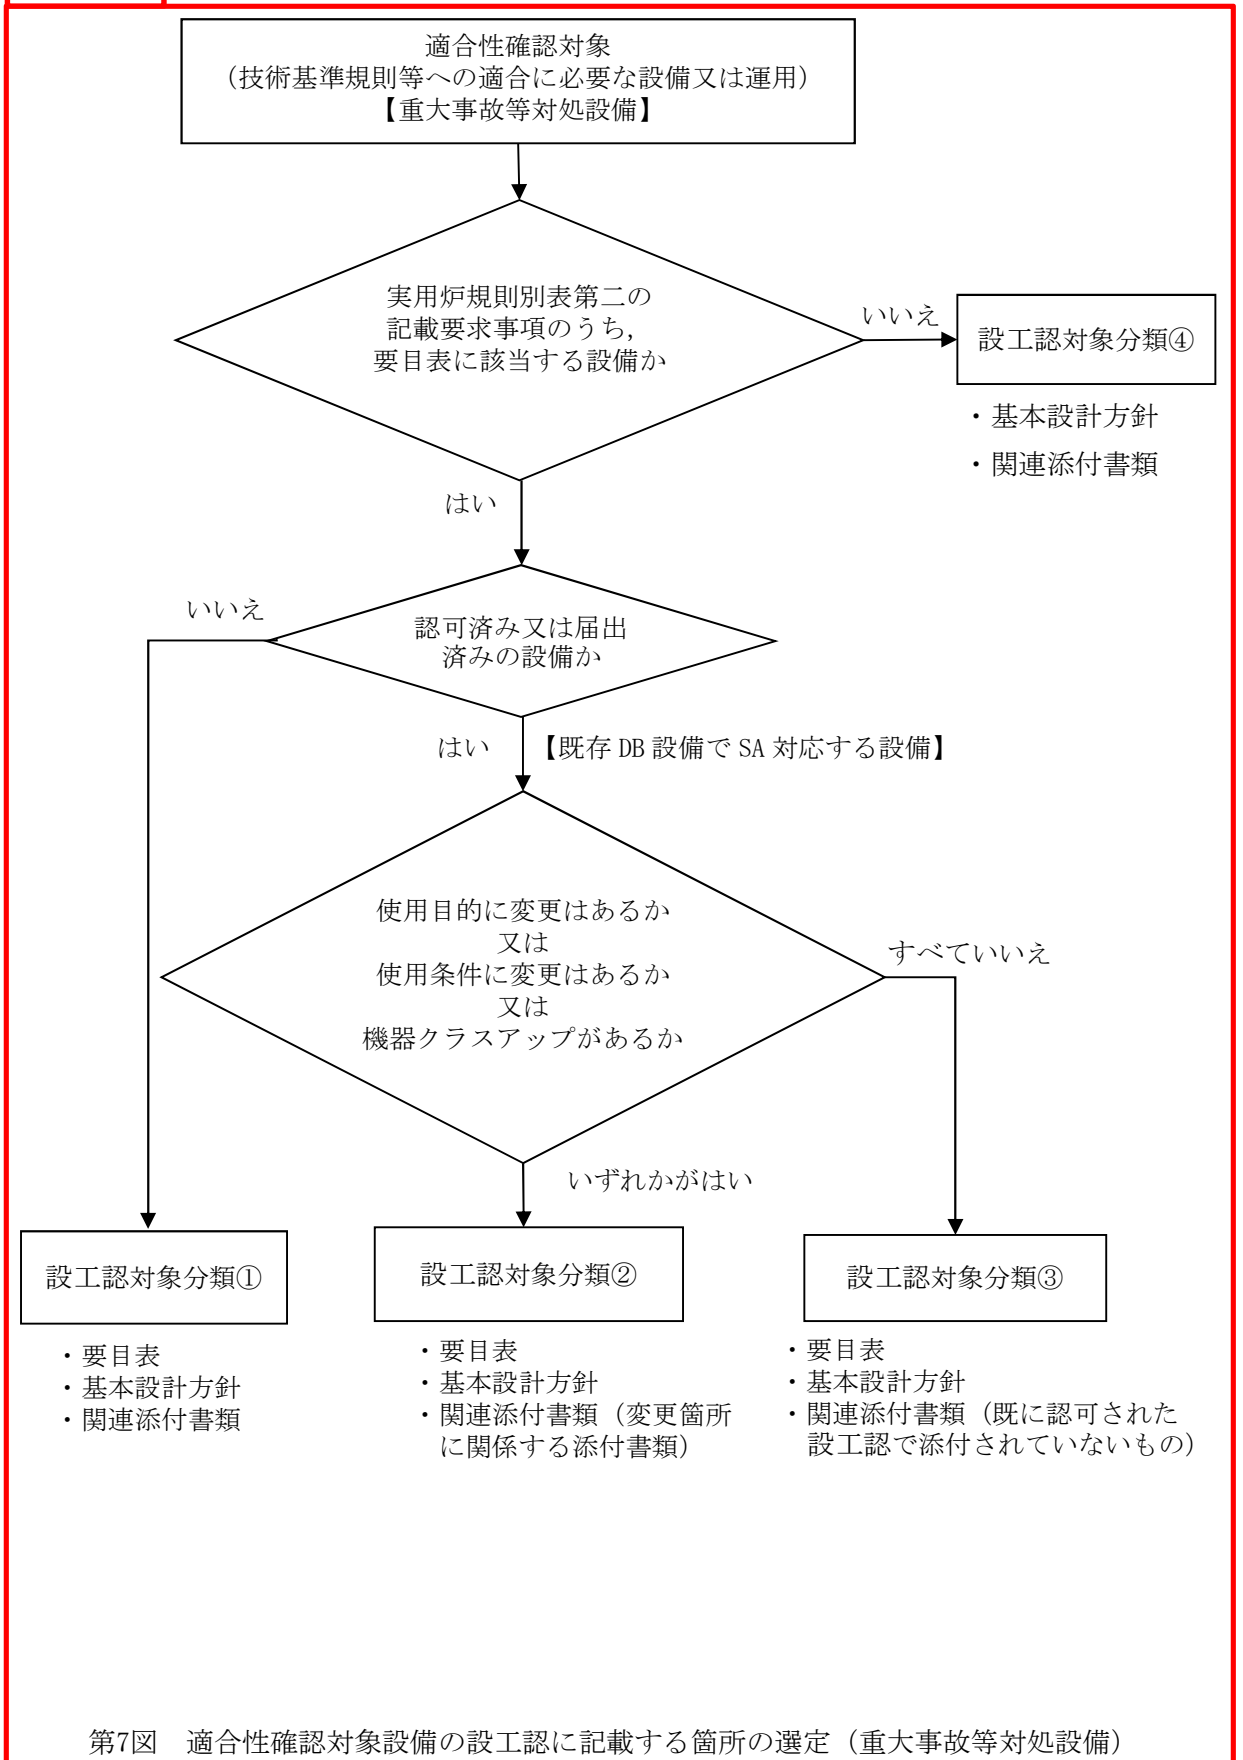 適合性確認対象
（技術基準規則等への適合に必要な設備又は運用）
【重大事故等対処設備】
実用炉規則別表第二の
記載要求事項のうち，
要目表に該当する設備か
いいえ
設工認対象分類④
・基本設計方針
・関連添付書類
はい
いいえ
認可済み又は届出
済みの設備か
はい
【既存 DB 設備で SA 対応する設備】
使用目的に変更はあるか
又は
使用条件に変更はあるか
又は
機器クラスアップがあるか
すべていいえ
いずれかがはい
設工認対象分類①
・要目表
・基本設計方針
・関連添付書類
設工認対象分類②
・要目表
・基本設計方針
・関連添付書類（変更箇所
に関係する添付書類）
設工認対象分類③
・要目表
・基本設計方針
・関連添付書類（既に認可された
設工認で添付されていないもの）
第7図　適合性確認対象設備の設工認に記載する箇所の選定（重大事故等対処設備）